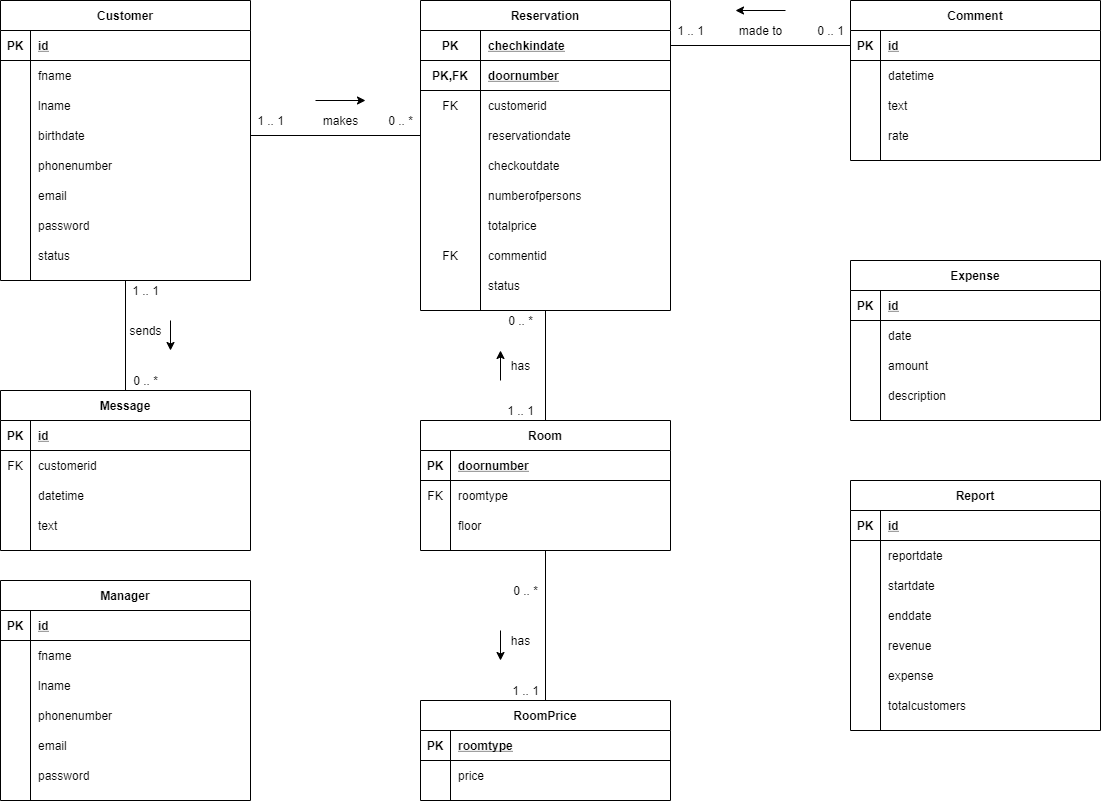 Customer
PK id
fname
lname
birthdate
phonenumber
email
password
status
1 .. 1 makes 0 .. *
Reservation
PK chechkindate
PK,FK doornumber
FK customerid
reservationdate
checkoutdate
numberofpersons
totalprice
FK commentid
status
1 .. 1 made to 0 .. 1
Comment
PK id
datetime
text
rate
1 .. 1
sends
0 .. *
Message
PK id
FK customerid
datetime
text
0 .. *
has
1 .. 1
Room
PK doornumber
FK roomtype
floor
0 .. *
has
1 .. 1
RoomPrice
PK roomtype
price
Expense
PK id
date
amount
description
Manager
PK id
fname
lname
phonenumber
email
password
Report
PK id
reportdate
startdate
enddate
revenue
expense
totalcustomers